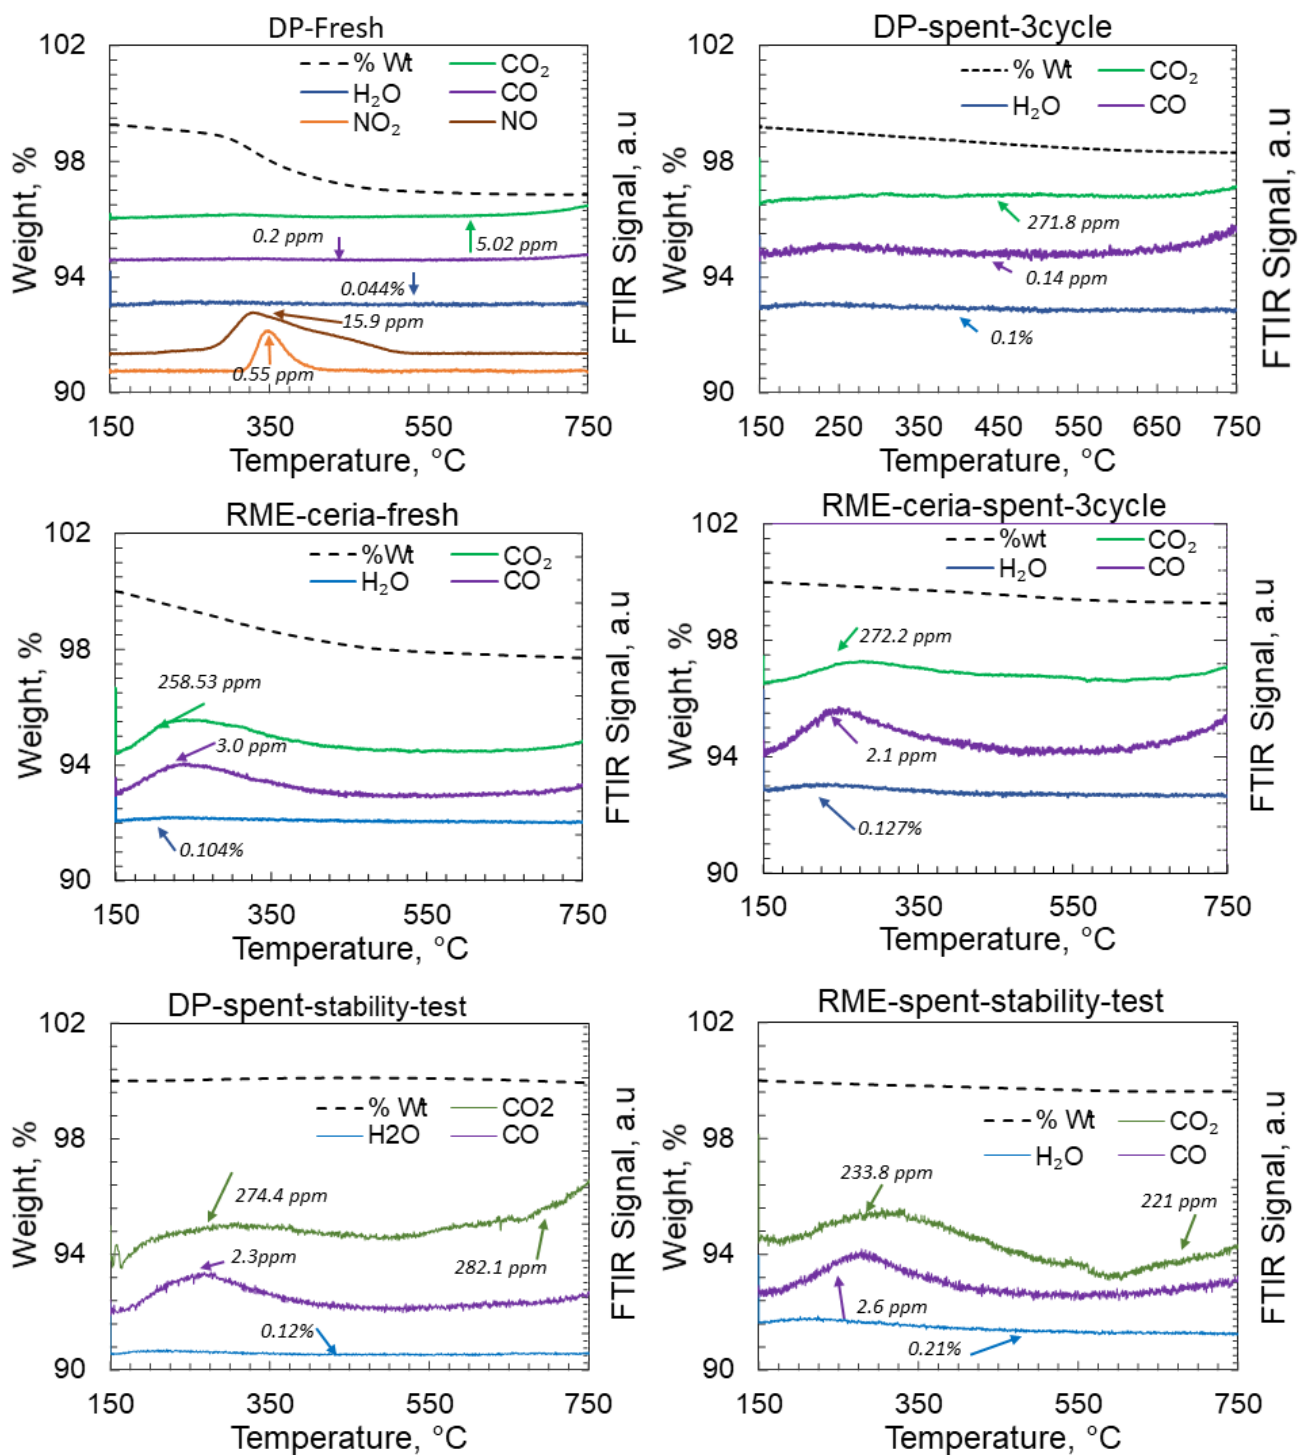 DP-Fresh
102
98
94
90
Weight, %
% Wt
CO₂
H₂O
CO
NO₂
NO
0.2 ppm
5.02 ppm
0.044%
15.9 ppm
0.55 ppm
150
350
550
750
Temperature, °C
FTIR Signal, a.u
DP-spent-3cycle
102
98
94
90
Weight, %
% Wt
CO₂
H₂O
CO
271.8 ppm
0.14 ppm
0.1%
150
250
350
450
550
650
750
Temperature, °C
FTIR Signal, a.u
RME-ceria-fresh
102
98
94
90
Weight, %
%Wt
CO₂
H₂O
CO
258.53 ppm
3.0 ppm
0.104%
150
350
550
750
Temperature, °C
FTIR Signal, a.u
RME-ceria-spent-3cycle
102
98
94
90
Weight, %
%wt
CO₂
H₂O
CO
272.2 ppm
2.1 ppm
0.127%
150
350
550
750
Temperature, °C
FTIR Signal, a.u
DP-spent-stability-test
102
98
94
90
Weight, %
% Wt
CO2
H2O
CO
274.4 ppm
2.3ppm
282.1 ppm
0.12%
150
350
550
750
Temperature, °C
FTIR Signal, a.u
RME-spent-stability-test
102
98
94
90
Weight, %
% Wt
CO₂
H₂O
CO
233.8 ppm
221 ppm
2.6 ppm
0.21%
150
350
550
750
Temperature, °C
FTIR Signal, a.u